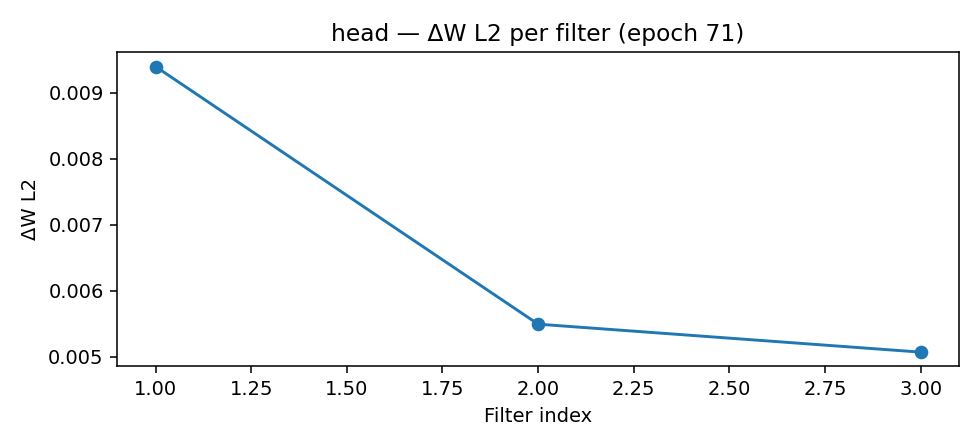 head — ΔW L2 per filter (epoch 71)
ΔW L2
0.009
0.008
0.007
0.006
0.005
1.00 1.25 1.50 1.75 2.00 2.25 2.50 2.75 3.00
Filter index